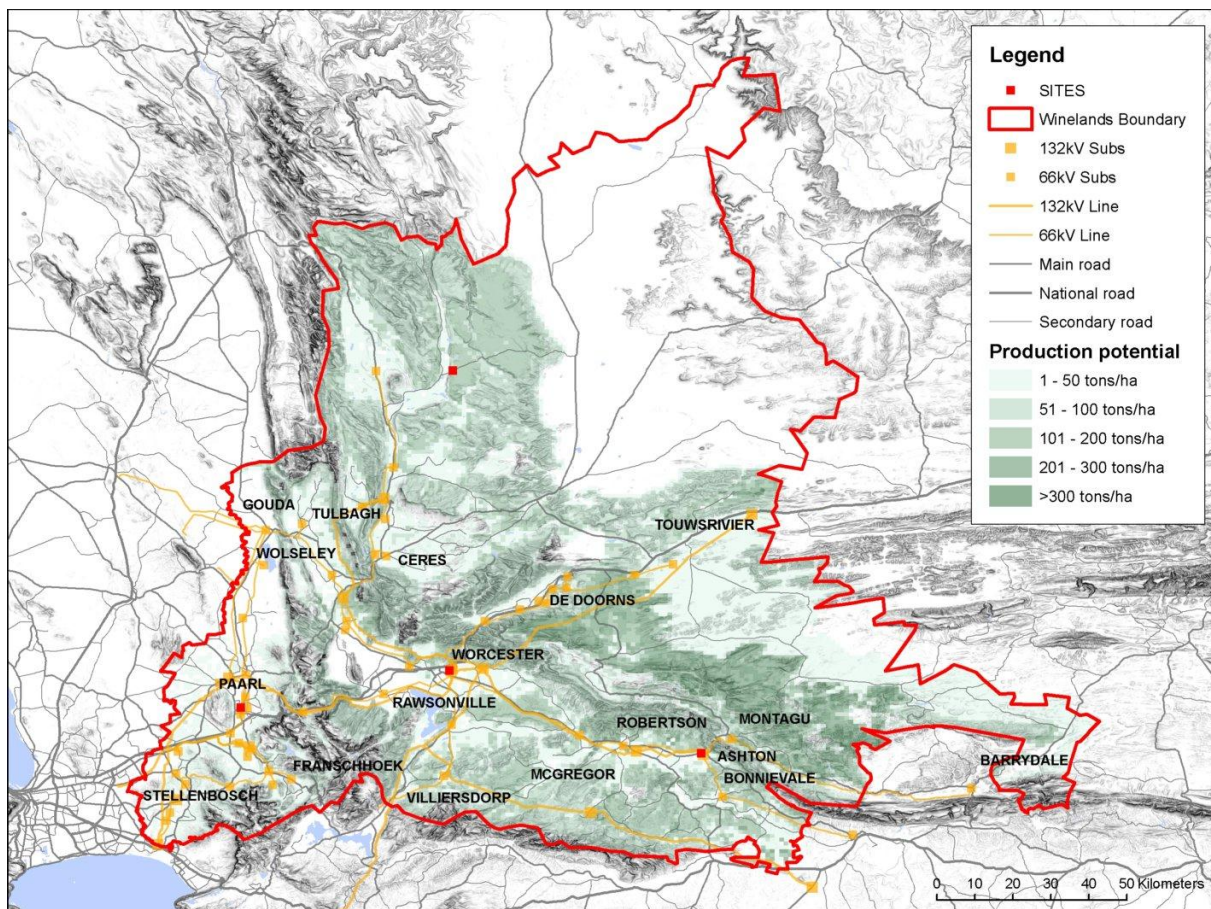 Legend
SITES
Winelands Boundary
132kV Subs
66kV Subs
132kV Line
66kV Line
Main road
National road
Secondary road
Production potential
1 - 50 tons/ha
51 - 100 tons/ha
101 - 200 tons/ha
201 - 300 tons/ha
>300 tons/ha
GOUDA
TULBAGH
TOUWSRIVIER
WOLSELEY
CERES
DE DOORNS
WORCESTER
PAARL
RAWSONVILLE
ROBERTSON
MONTAGU
FRANSCHHOEK
ASHTON
BARRYDALE
MCGREGOR
BONNIEVALE
STELLENBOSCH
VILLIERSDORP
0 10 20 30 40 50 Kilometers